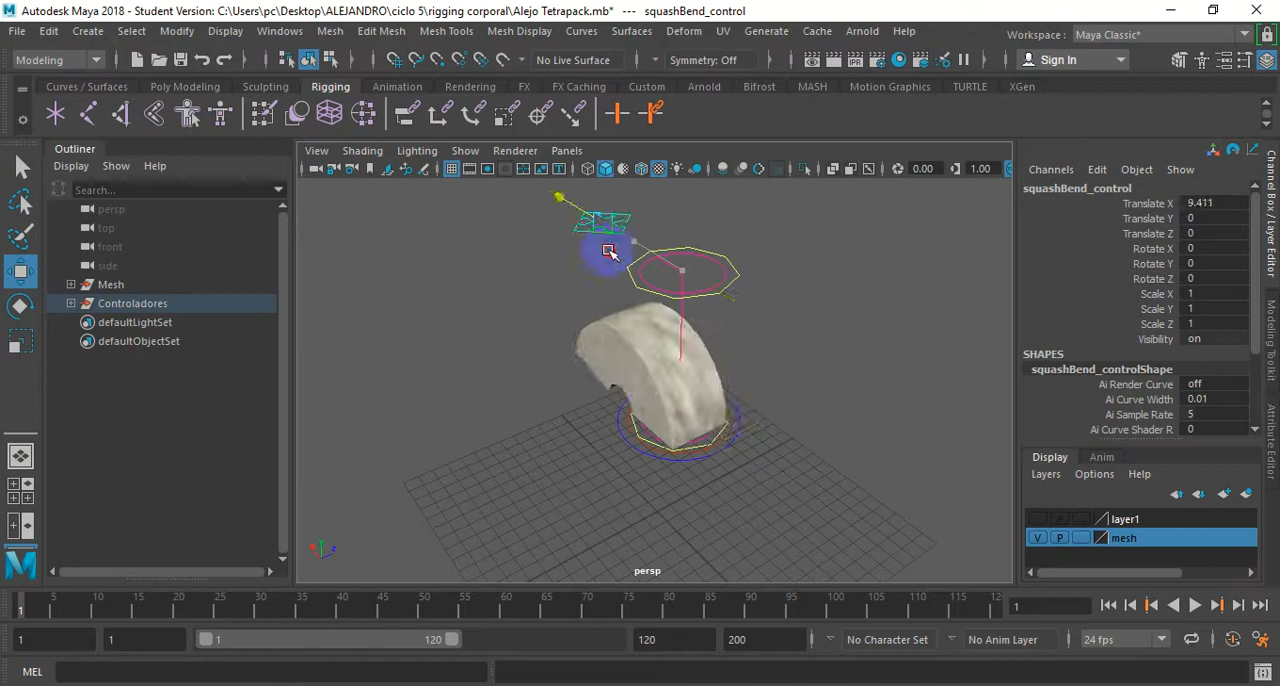 Autodesk Maya 2018 - Student Version: C:\Users\pc\Desktop\ALEJANDRO\ciclo 5\rigging corporal\Alejo Tetrapack.mb*  ---  squashBend_control
File Edit Create Select Modify Display Windows Mesh Edit Mesh Mesh Tools Mesh Display Curves Surfaces Deform UV Generate Cache Arnold Help Workspace : Maya Classic*
Modeling No Live Surface Symmetry: Off Sign In
Curves / Surfaces Poly Modeling Sculpting Rigging Animation Rendering FX FX Caching Custom Arnold Bifrost MASH Motion Graphics TURTLE XGen
Outliner
Display Show Help
Search...
persp
top
front
side
Mesh
Controladores
defaultLightSet
defaultObjectSet
View Shading Lighting Show Renderer Panels
0.00 1.00
persp
Channels Edit Object Show
squashBend_control
Translate X 9.411
Translate Y 0
Translate Z 0
Rotate X 0
Rotate Y 0
Rotate Z 0
Scale X 1
Scale Y 1
Scale Z 1
Visibility on
SHAPES
squashBend_controlShape
Ai Render Curve off
Ai Curve Width 0.01
Ai Sample Rate 5
Ai Curve Shader R 0
Display Anim
Layers Options Help
P layer1
V P mesh
Channel Box / Layer Editor
Modeling Toolkit
Attribute Editor
5 10 15 20 25 30 35 40 45 50 55 60 65 70 75 80 85 90 95 100 105 110 115 12
1 1
1 1 1 120 120 200 No Character Set No Anim Layer 24 fps
MEL